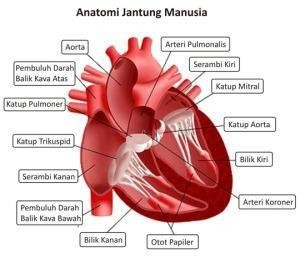 Anatomi Jantung Manusia
Aorta
Arteri Pulmonalis
Pembuluh Darah
Balik Kava Atas
Serambi Kiri
Katup Pulmoner
Katup Mitral
Katup Aorta
Katup Trikuspid
Bilik Kiri
Serambi Kanan
Arteri Koroner
Pembuluh Darah
Balik Kava Bawah
Bilik Kanan
Otot Papiler